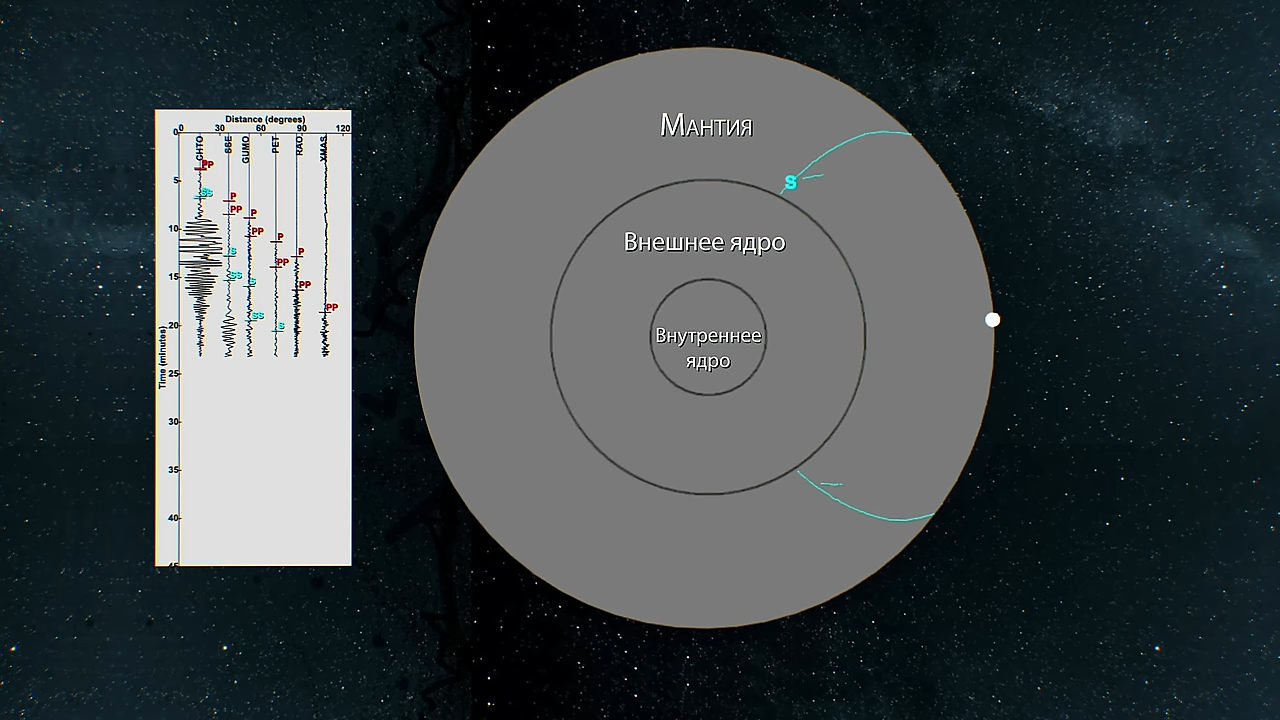 Distance (degrees)
0 30 60 90 120
CHTO SSE GUMO PET RAO XMAS
PP
5
SS
P
PP
P
10
PP
P
S
PP
P
15
SS
S
PP
SS
PP
20
S
Time (minutes)
25
30
35
40
45
Мантия
S
Внешнее ядро
Внутреннее
ядро